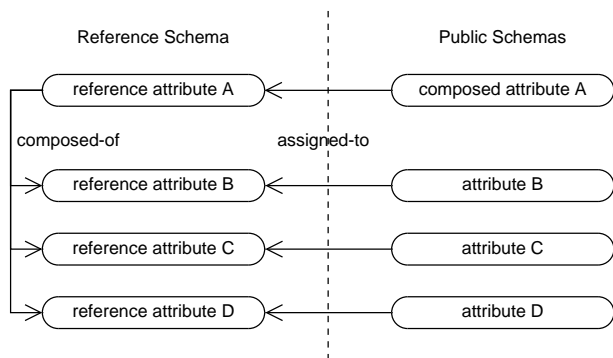 Reference Schema
Public Schemas
reference attribute A
composed attribute A
composed-of
assigned-to
reference attribute B
attribute B
reference attribute C
attribute C
reference attribute D
attribute D